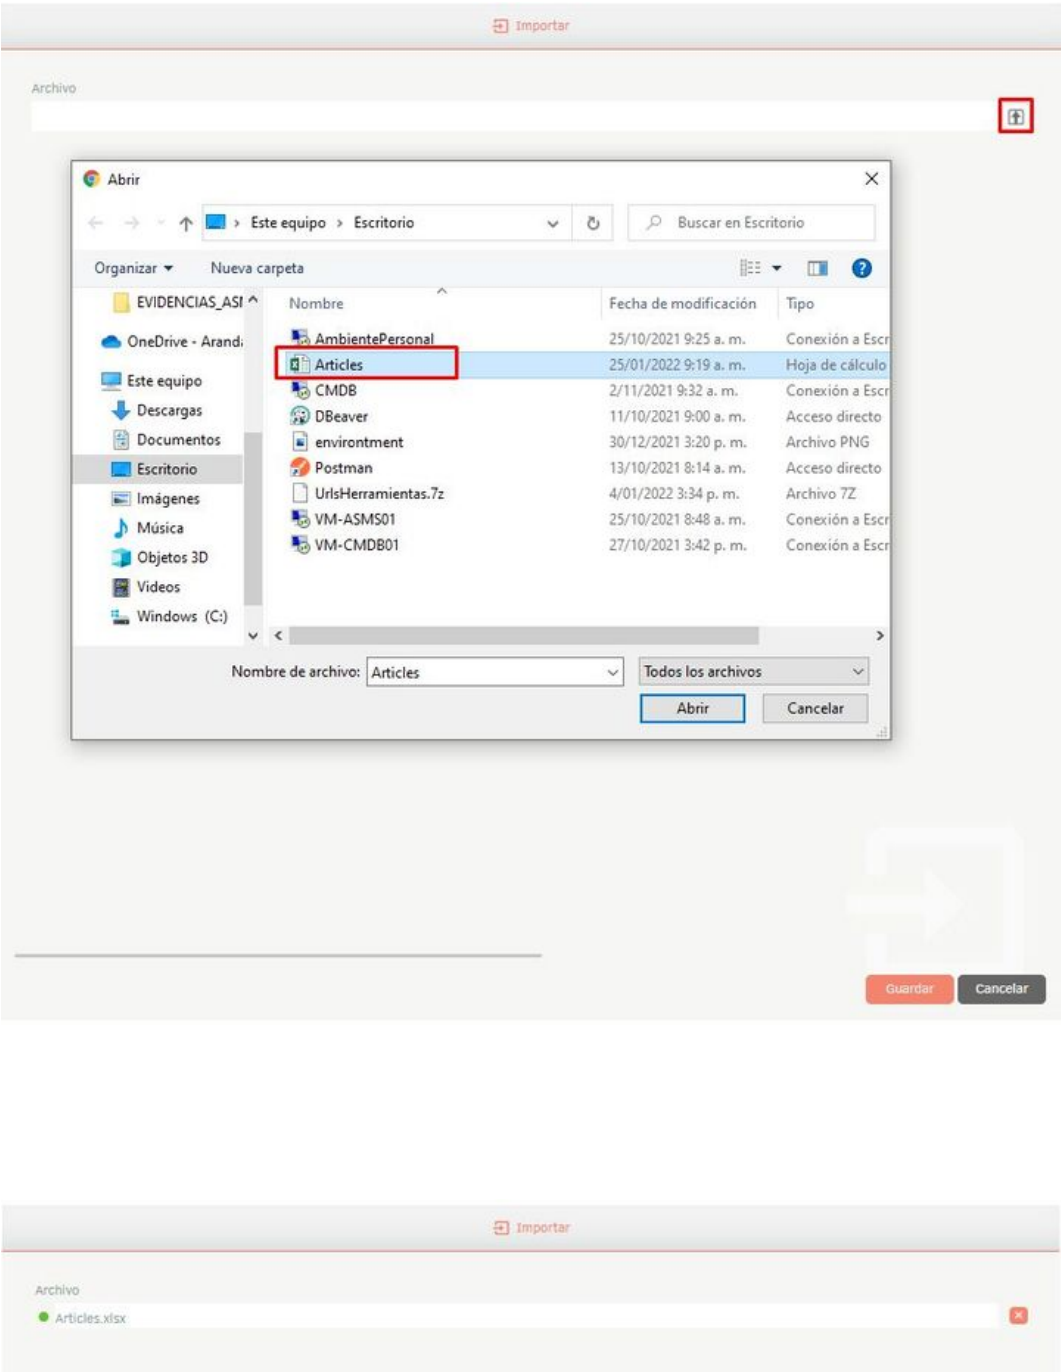 Importar
Archivo
Abrir
Este equipo > Escritorio
Buscar en Escritorio
Organizar
Nueva carpeta
EVIDENCIAS_ASM
Nombre
Fecha de modificación
Tipo
OneDrive - Aranda
Este equipo
Descargas
Documentos
Escritorio
Imágenes
Música
Objetos 3D
Videos
Windows (C:)
AmbientePersonal 25/10/2021 9:25 a. m. Conexión a Escr
Articles 25/01/2022 9:19 a. m. Hoja de cálculo
CMDB 2/11/2021 9:32 a. m. Conexión a Escr
DBeaver 11/10/2021 9:00 a. m. Acceso directo
environtment 30/12/2021 3:20 p. m. Archivo PNG
Postman 13/10/2021 8:14 a. m. Acceso directo
UrlsHerramientas.7z 4/01/2022 3:34 p. m. Archivo 7Z
VM-ASMS01 25/10/2021 8:48 a. m. Conexión a Escr
VM-CMDB01 27/10/2021 3:42 p. m. Conexión a Escr
Nombre de archivo: Articles
Todos los archivos
Abrir
Cancelar
Guardar
Cancelar
Importar
Archivo
Articles.xlsx